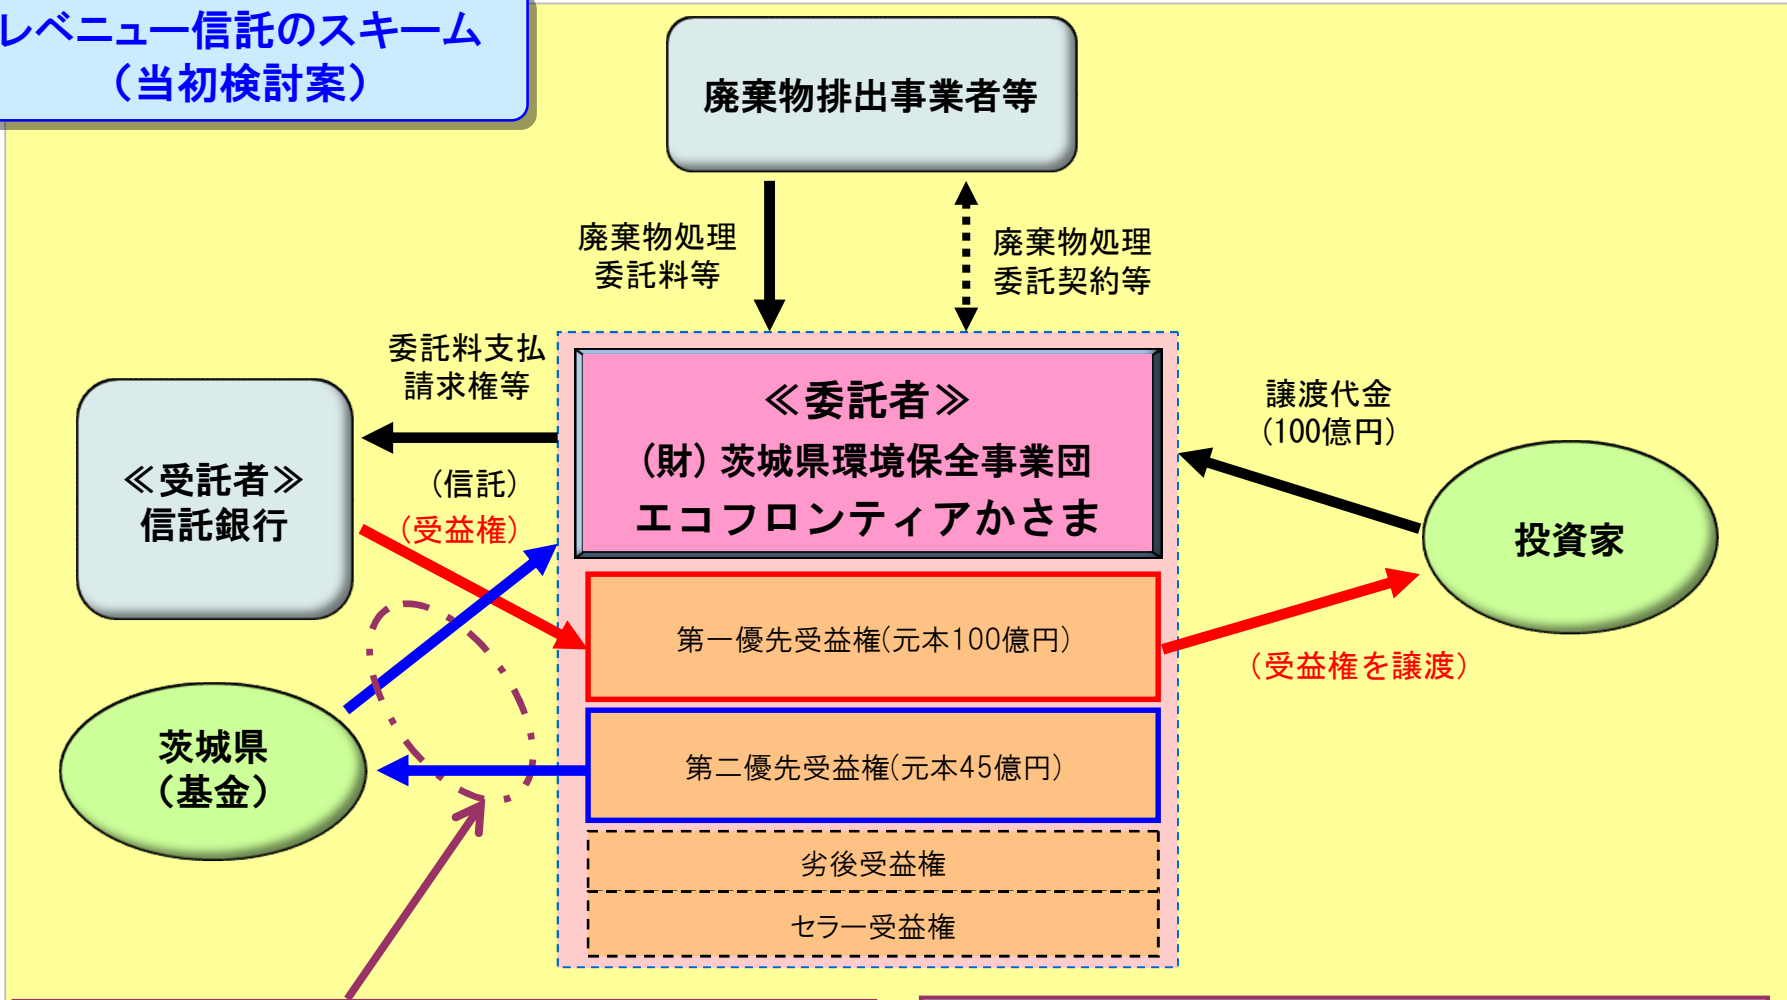 レベニュー信託のスキーム
（当初検討案）
廃棄物排出事業者等
廃棄物処理
委託料等
廃棄物処理
委託契約等
委託料支払
請求権等
（信託）
（受益権）
≪受託者≫
信託銀行
≪委託者≫
（財）茨城県環境保全事業団
エコフロンティアかさま
譲渡代金
（100億円）
投資家
（受益権を譲渡）
第一優先受益権（元本100億円）
第二優先受益権（元本45億円）
劣後受益権
セラー受益権
茨城県
（基金）